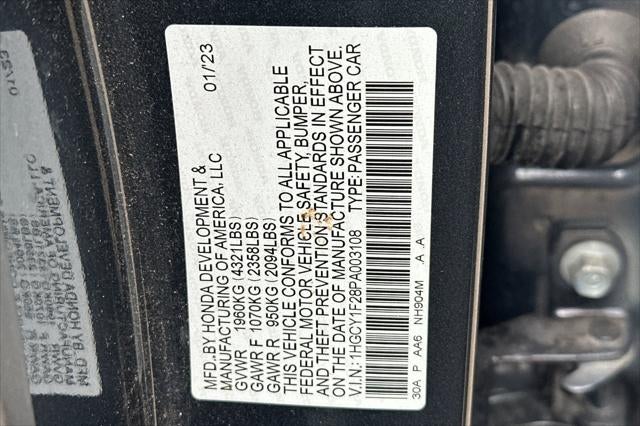 MFD.BY HONDA DEVELOPMENT & 01/'23
MANUFACTURING OF AMERICA, LLC
GVWR 1960KG (4321LBS)
GAWR F 1070KG (2358LBS)
GAWR R 950KG (2094LBS)
THIS VEHICLE CONFORMS TO ALL APPLICABLE
FEDERAL MOTOR VEHICLE SAFETY, BUMPER,
AND THEFT PREVENTION STANDARDS IN EFFECT
ON THE DATE OF MANUFACTURE SHOWN ABOVE.
V.I.N.: 1HGCY1F28PA003108 TYPE: PASSENGER CAR
30A P AA6 NH904M .A .A